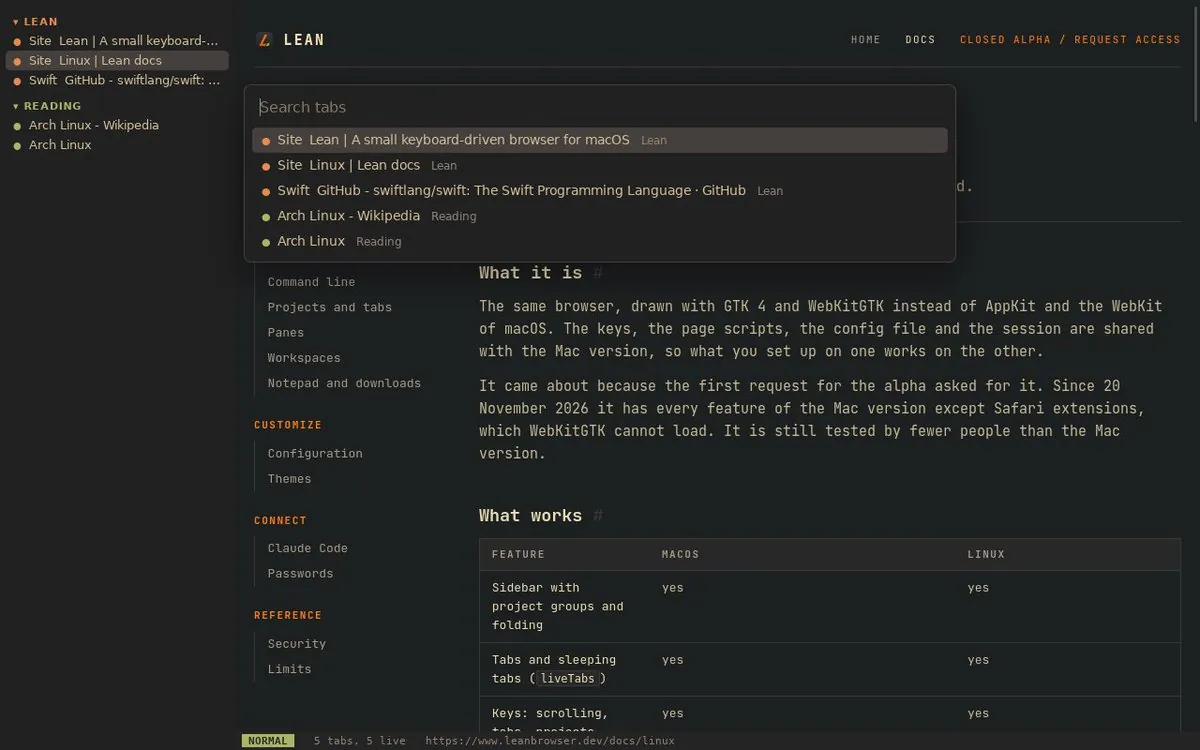 ▾ LEAN
Site Lean | A small keyboard-...
Site Linux | Lean docs
Swift GitHub - swiftlang/swift: ...
▾ READING
Arch Linux - Wikipedia
Arch Linux
LEAN
HOME DOCS CLOSED ALPHA / REQUEST ACCESS
Search tabs
Site Lean | A small keyboard-driven browser for macOS Lean
Site Linux | Lean docs Lean
Swift GitHub - swiftlang/swift: The Swift Programming Language · GitHub Lean
Arch Linux - Wikipedia Reading
Arch Linux Reading
d.
Command line
Projects and tabs
Panes
Workspaces
Notepad and downloads
CUSTOMIZE
Configuration
Themes
CONNECT
Claude Code
Passwords
REFERENCE
Security
Limits
What it is #
The same browser, drawn with GTK 4 and WebKitGTK instead of AppKit and the WebKit
of macOS. The keys, the page scripts, the config file and the session are shared
with the Mac version, so what you set up on one works on the other.
It came about because the first request for the alpha asked for it. Since 20
November 2026 it has every feature of the Mac version except Safari extensions,
which WebKitGTK cannot load. It is still tested by fewer people than the Mac
version.
What works #
FEATURE MACOS LINUX
Sidebar with yes yes
project groups and
folding
Tabs and sleeping yes yes
tabs (liveTabs)
Keys: scrolling, yes yes
tabs, projects
NORMAL 5 tabs, 5 live https://www.leanbrowser.dev/docs/linux